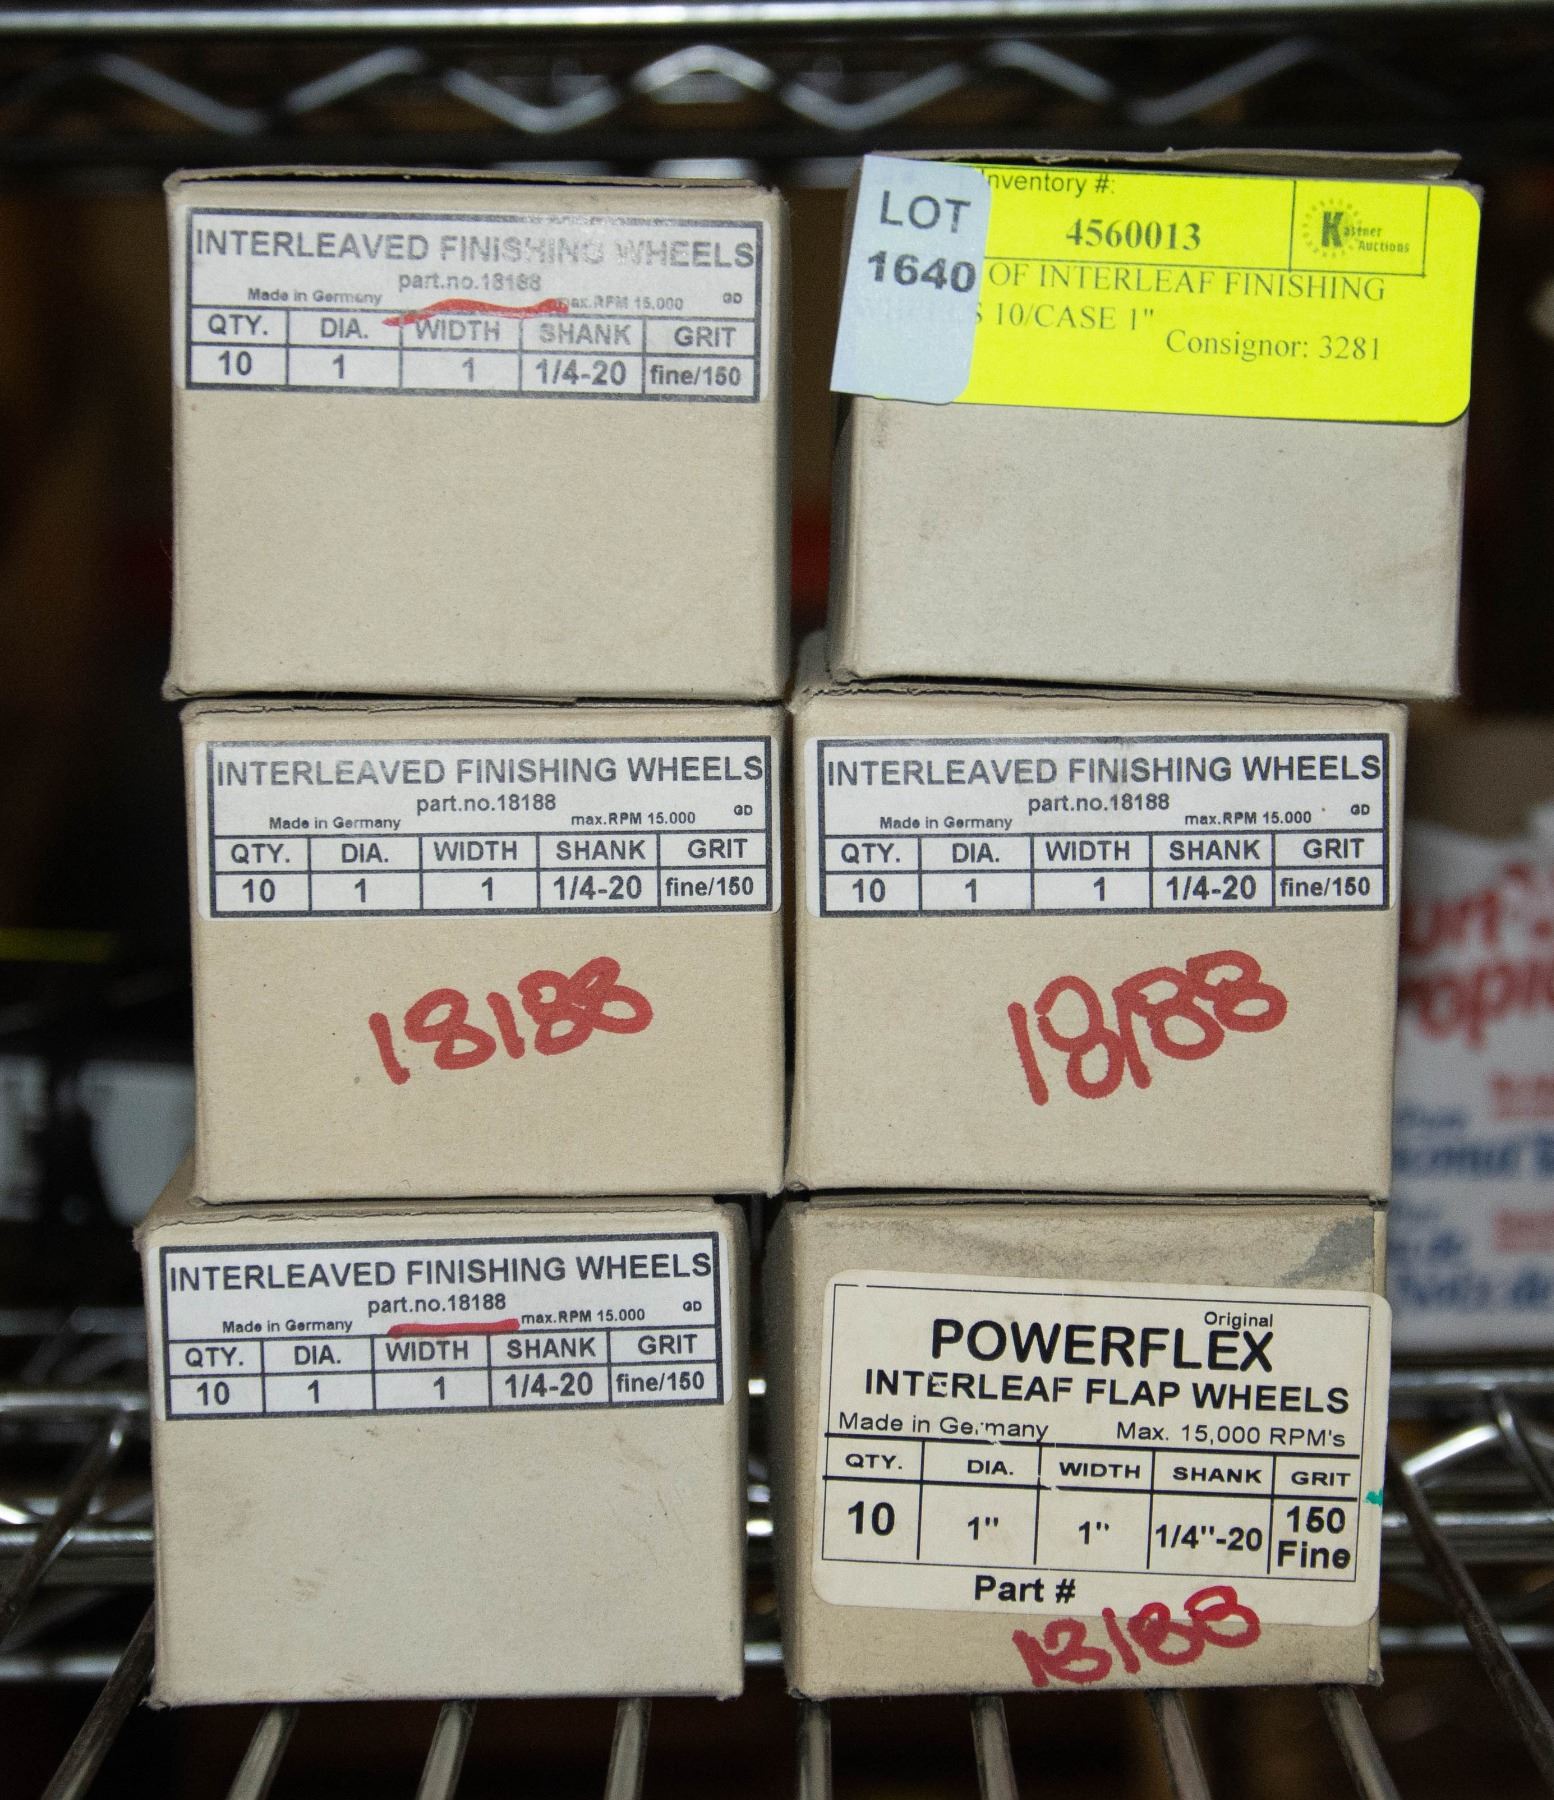 INTERLEAVED FINISHING WHEELS
part.no.18188
Made in Germany max.RPM 15.000 GD
QTY. DIA. WIDTH SHANK GRIT
10 1 1 1/4-20 fine/150
LOT
1640
Inventory #:
4560013
Kastner
Auctions
OF INTERLEAF FINISHING
S 10/CASE 1"
Consignor: 3281
INTERLEAVED FINISHING WHEELS
part.no.18188
Made in Germany max.RPM 15.000 GD
QTY. DIA. WIDTH SHANK GRIT
10 1 1 1/4-20 fine/150
18188
INTERLEAVED FINISHING WHEELS
part.no.18188
Made in Germany max.RPM 15.000 GD
QTY. DIA. WIDTH SHANK GRIT
10 1 1 1/4-20 fine/150
18188
INTERLEAVED FINISHING WHEELS
part.no.18188
Made in Germany max.RPM 15.000 GD
QTY. DIA. WIDTH SHANK GRIT
10 1 1 1/4-20 fine/150
Original
POWERFLEX
INTERLEAF FLAP WHEELS
Made in Germany Max. 15,000 RPM's
QTY. DIA. WIDTH SHANK GRIT
10 1" 1" 1/4"-20 150 Fine
Part #
18188